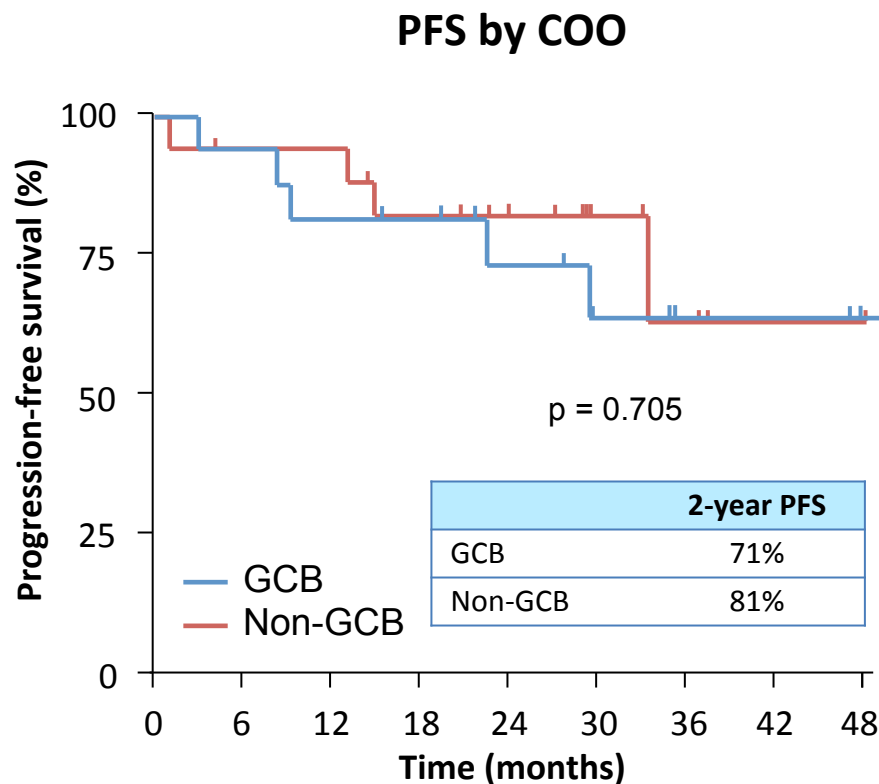 PFS by COO
Progression-free survival (%)
100
75
50
25
0
p = 0.705
2-year PFS
GCB 71%
Non-GCB 81%
GCB
Non-GCB
0 6 12 18 24 30 36 42 48
Time (months)